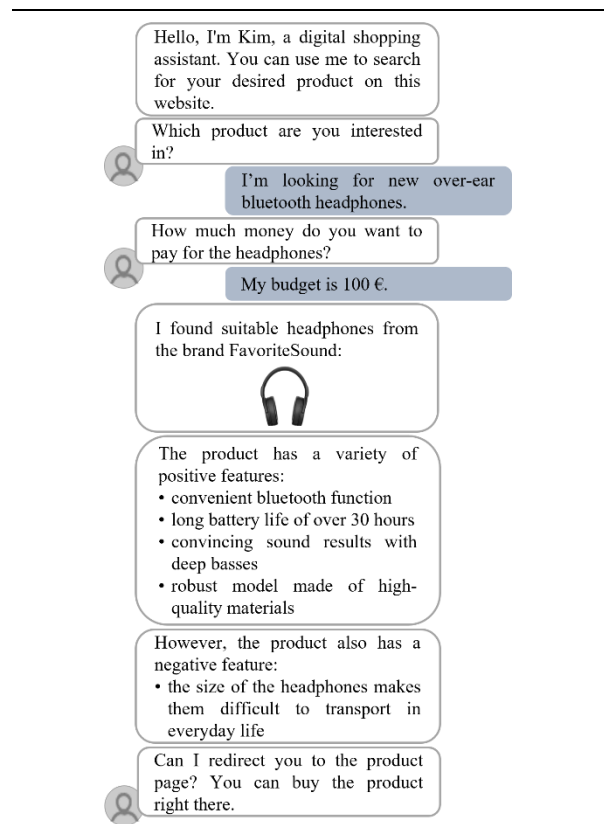 Hello, I'm Kim, a digital shopping
assistant. You can use me to search
for your desired product on this
website.
Which product are you interested
in?
I'm looking for new over-ear
bluetooth headphones.
How much money do you want to
pay for the headphones?
My budget is 100 €.
I found suitable headphones from
the brand FavoriteSound:
The product has a variety of
positive features:
• convenient bluetooth function
• long battery life of over 30 hours
• convincing sound results with
deep basses
• robust model made of high-
quality materials
However, the product also has a
negative feature:
• the size of the headphones makes
them difficult to transport in
everyday life
Can I redirect you to the product
page? You can buy the product
right there.